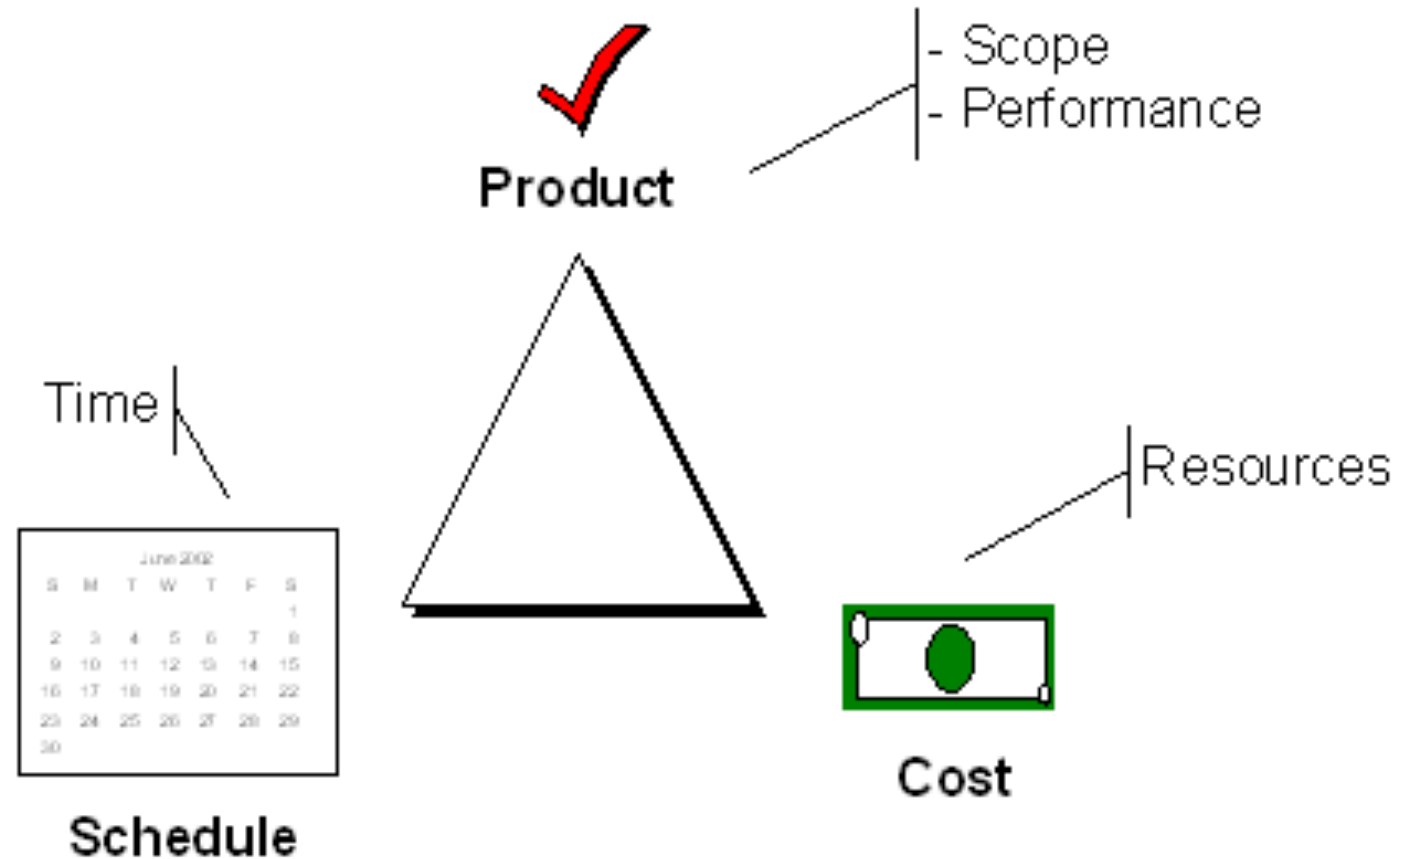 - Scope
- Performance
Product
Time
Resources
June 2002
S M T W T F S
1
2 3 4 5 6 7 8
9 10 11 12 13 14 15
16 17 18 19 20 21 22
23 24 25 26 27 28 29
30
Cost
Schedule